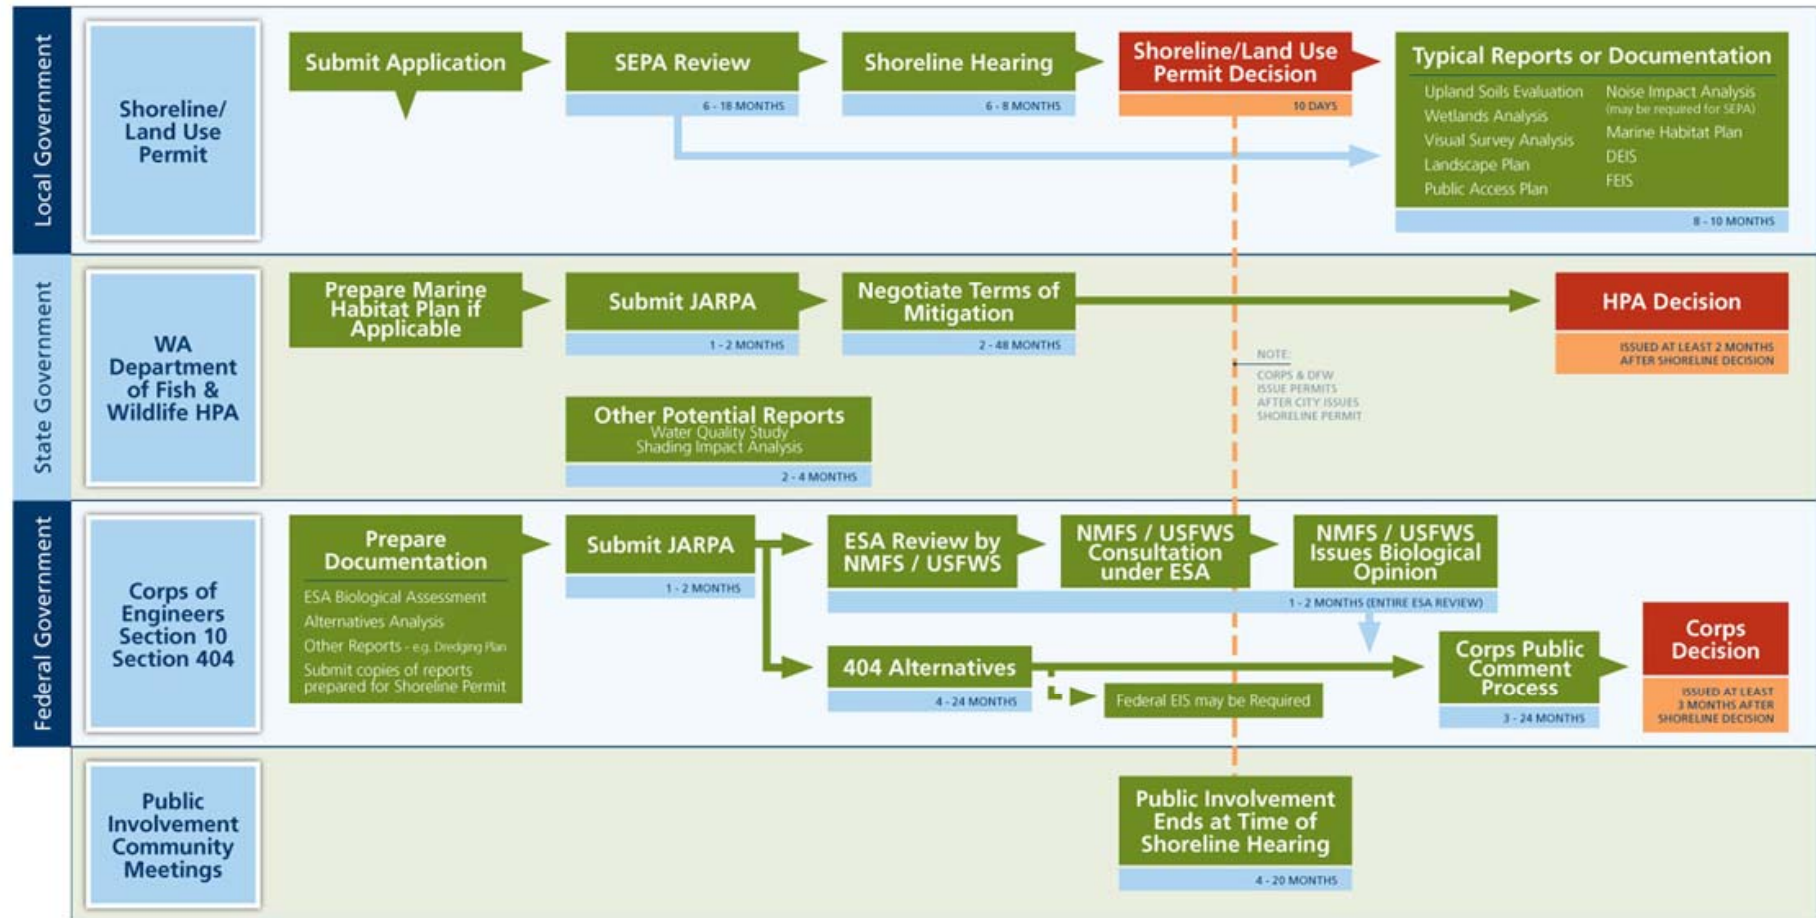 Local Government
Shoreline/
Land Use
Permit
Submit Application
SEPA Review
6 - 18 MONTHS
Shoreline Hearing
6 - 8 MONTHS
Shoreline/Land Use
Permit Decision
10 DAYS
Typical Reports or Documentation
Upland Soils Evaluation
Wetlands Analysis
Visual Survey Analysis
Landscape Plan
Public Access Plan
Noise Impact Analysis
(may be required for SEPA)
Marine Habitat Plan
DEIS
FEIS
8 - 10 MONTHS
State Government
WA
Department
of Fish &
Wildlife HPA
Prepare Marine
Habitat Plan if
Applicable
Submit JARPA
1 - 2 MONTHS
Negotiate Terms of
Mitigation
2 - 48 MONTHS
HPA Decision
ISSUED AT LEAST 2 MONTHS
AFTER SHORELINE DECISION
NOTE:
CORPS & DFW
ISSUE PERMITS
AFTER CITY ISSUES
SHORELINE PERMIT
Other Potential Reports
Water Quality Study
Shading Impact Analysis
2 - 4 MONTHS
Federal Government
Corps of
Engineers
Section 10
Section 404
Prepare
Documentation
ESA Biological Assessment
Alternatives Analysis
Other Reports - e.g. Dredging Plan
Submit copies of reports
prepared for Shoreline Permit
Submit JARPA
1 - 2 MONTHS
ESA Review by
NMFS / USFWS
NMFS / USFWS
Consultation
under ESA
NMFS / USFWS
Issues Biological
Opinion
1 - 2 MONTHS (ENTIRE ESA REVIEW)
404 Alternatives
4 - 24 MONTHS
Federal EIS may be Required
Corps Public
Comment
Process
3 - 24 MONTHS
Corps
Decision
ISSUED AT LEAST
3 MONTHS AFTER
SHORELINE DECISION
Public
Involvement
Community
Meetings
Public Involvement
Ends at Time of
Shoreline Hearing
4 - 20 MONTHS